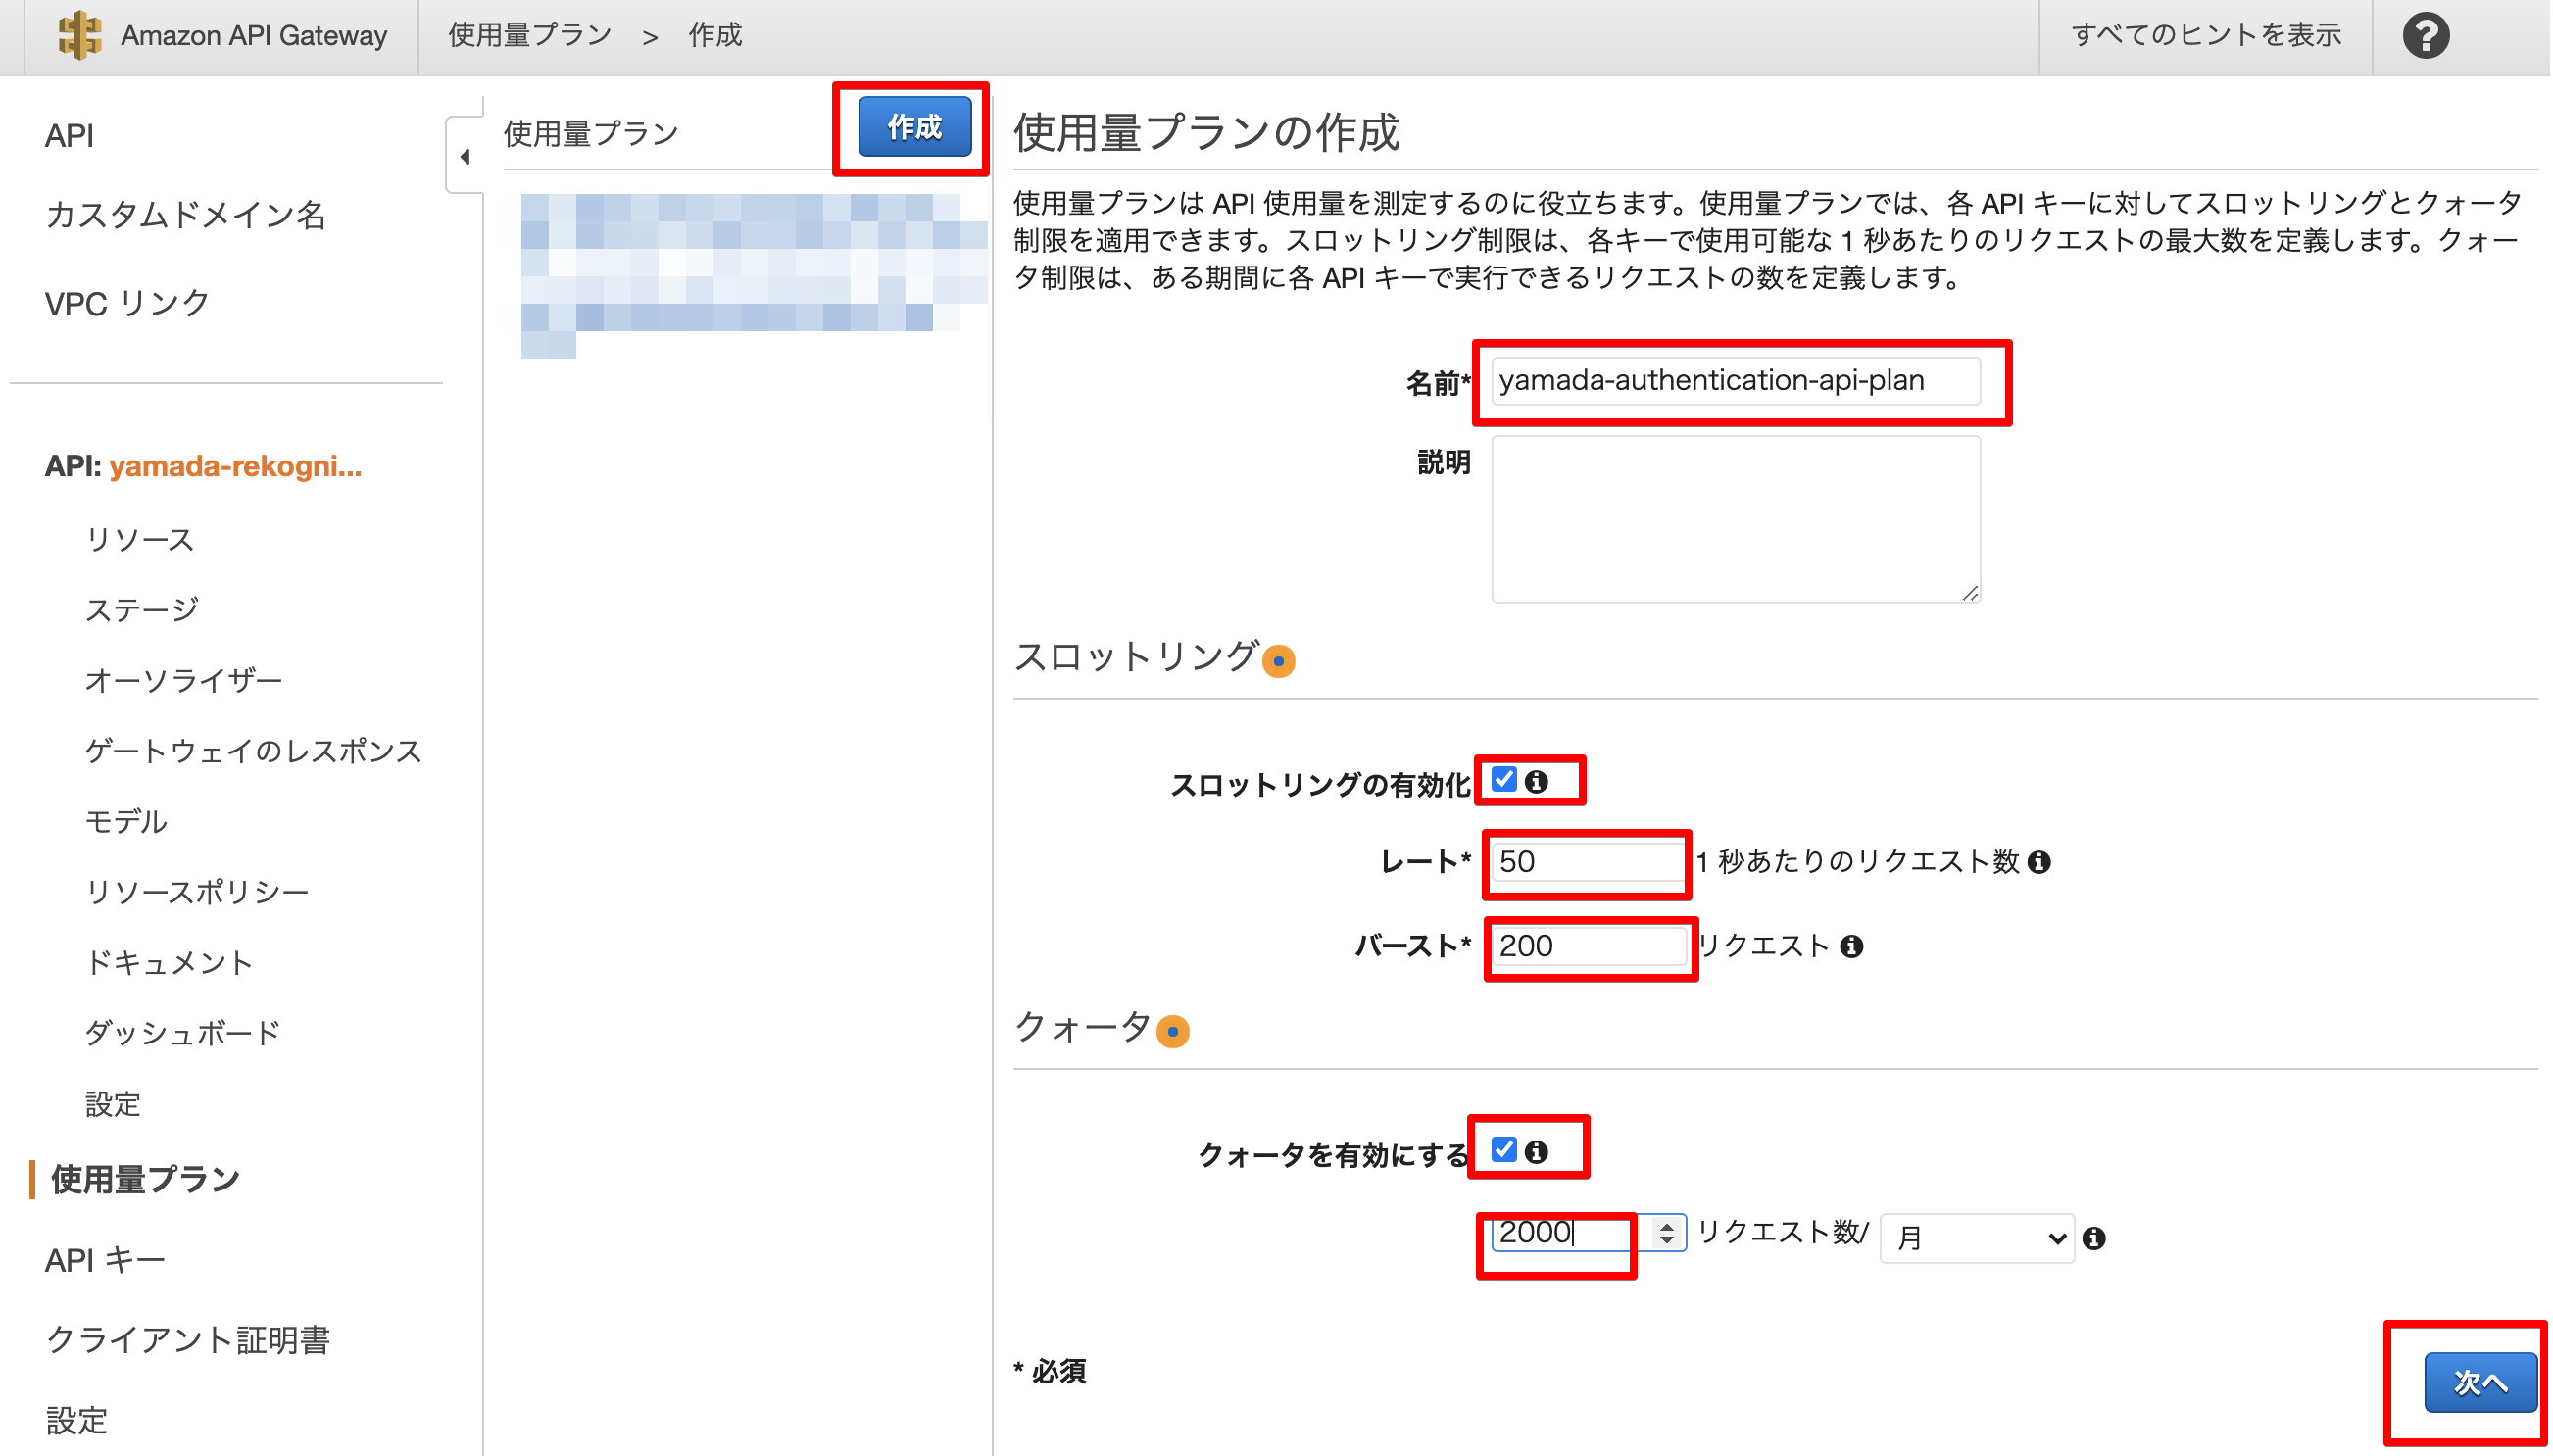 Amazon API Gateway
使用量プラン > 作成
すべてのヒントを表示
API
カスタムドメイン名
VPC リンク
API: yamada-rekogni...
リソース
ステージ
オーソライザー
ゲートウェイのレスポンス
モデル
リソースポリシー
ドキュメント
ダッシュボード
設定
使用量プラン
API キー
クライアント証明書
設定
使用量プラン
作成
使用量プランの作成
使用量プランは API 使用量を測定するのに役立ちます。使用量プランでは、各 API キーに対してスロットリングとクォータ
制限を適用できます。スロットリング制限は、各キーで使用可能な 1 秒あたりのリクエストの最大数を定義します。クォー
タ制限は、ある期間に各 API キーで実行できるリクエストの数を定義します。
名前* yamada-authentication-api-plan
説明
スロットリング
スロットリングの有効化
レート* 50 1 秒あたりのリクエスト数
バースト* 200 リクエスト
クォータ
クォータを有効にする
2000 リクエスト数/ 月
* 必須
次へ